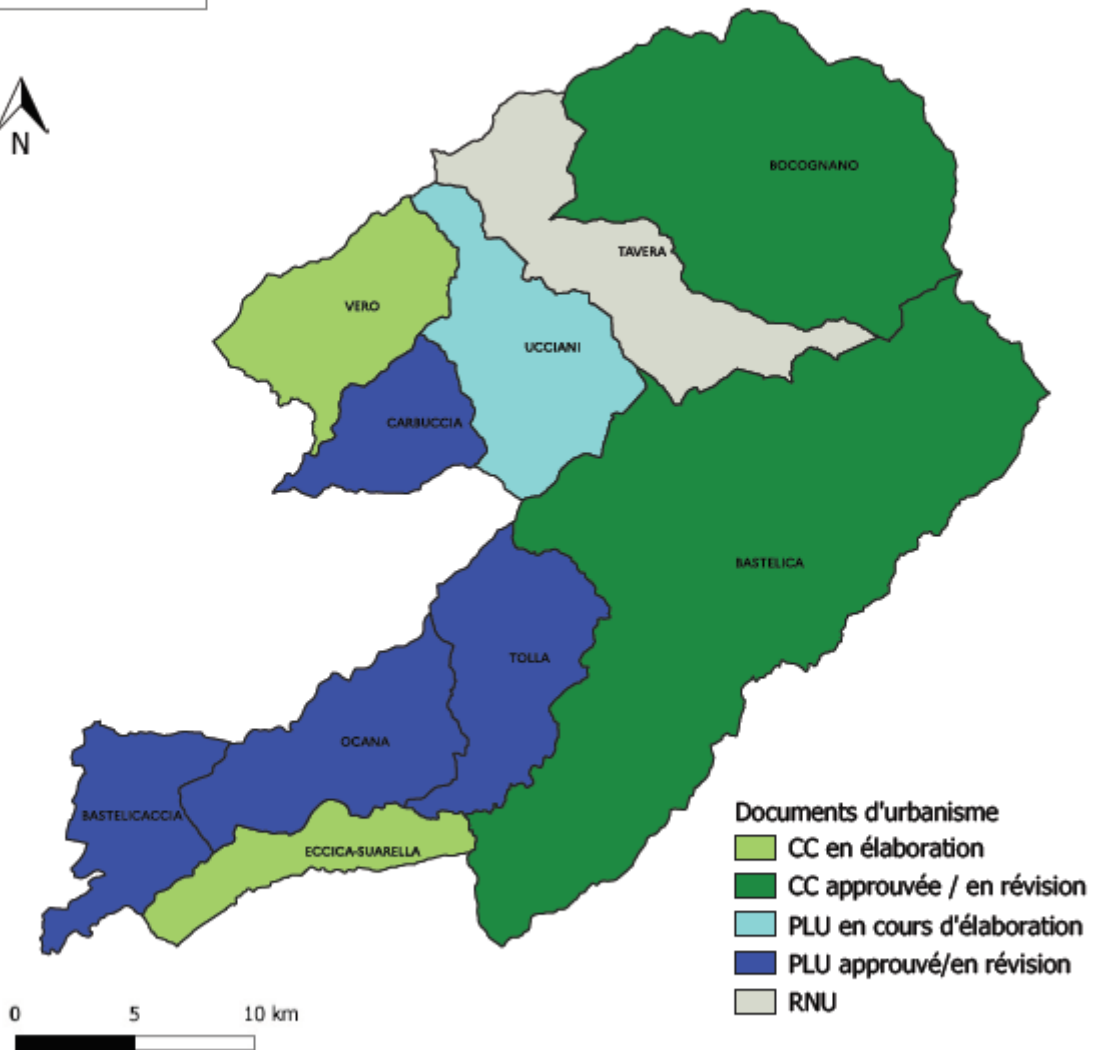 N
BOCOGNANO
TAVERA
VERO
UCCIANI
CARBUCCIA
BASTELICA
TOLLA
OCANA
BASTELICACCIA
ECCICA-SUARELLA
Documents d'urbanisme
CC en élaboration
CC approuvée / en révision
PLU en cours d'élaboration
PLU approuvé/en révision
RNU
0 5 10 km